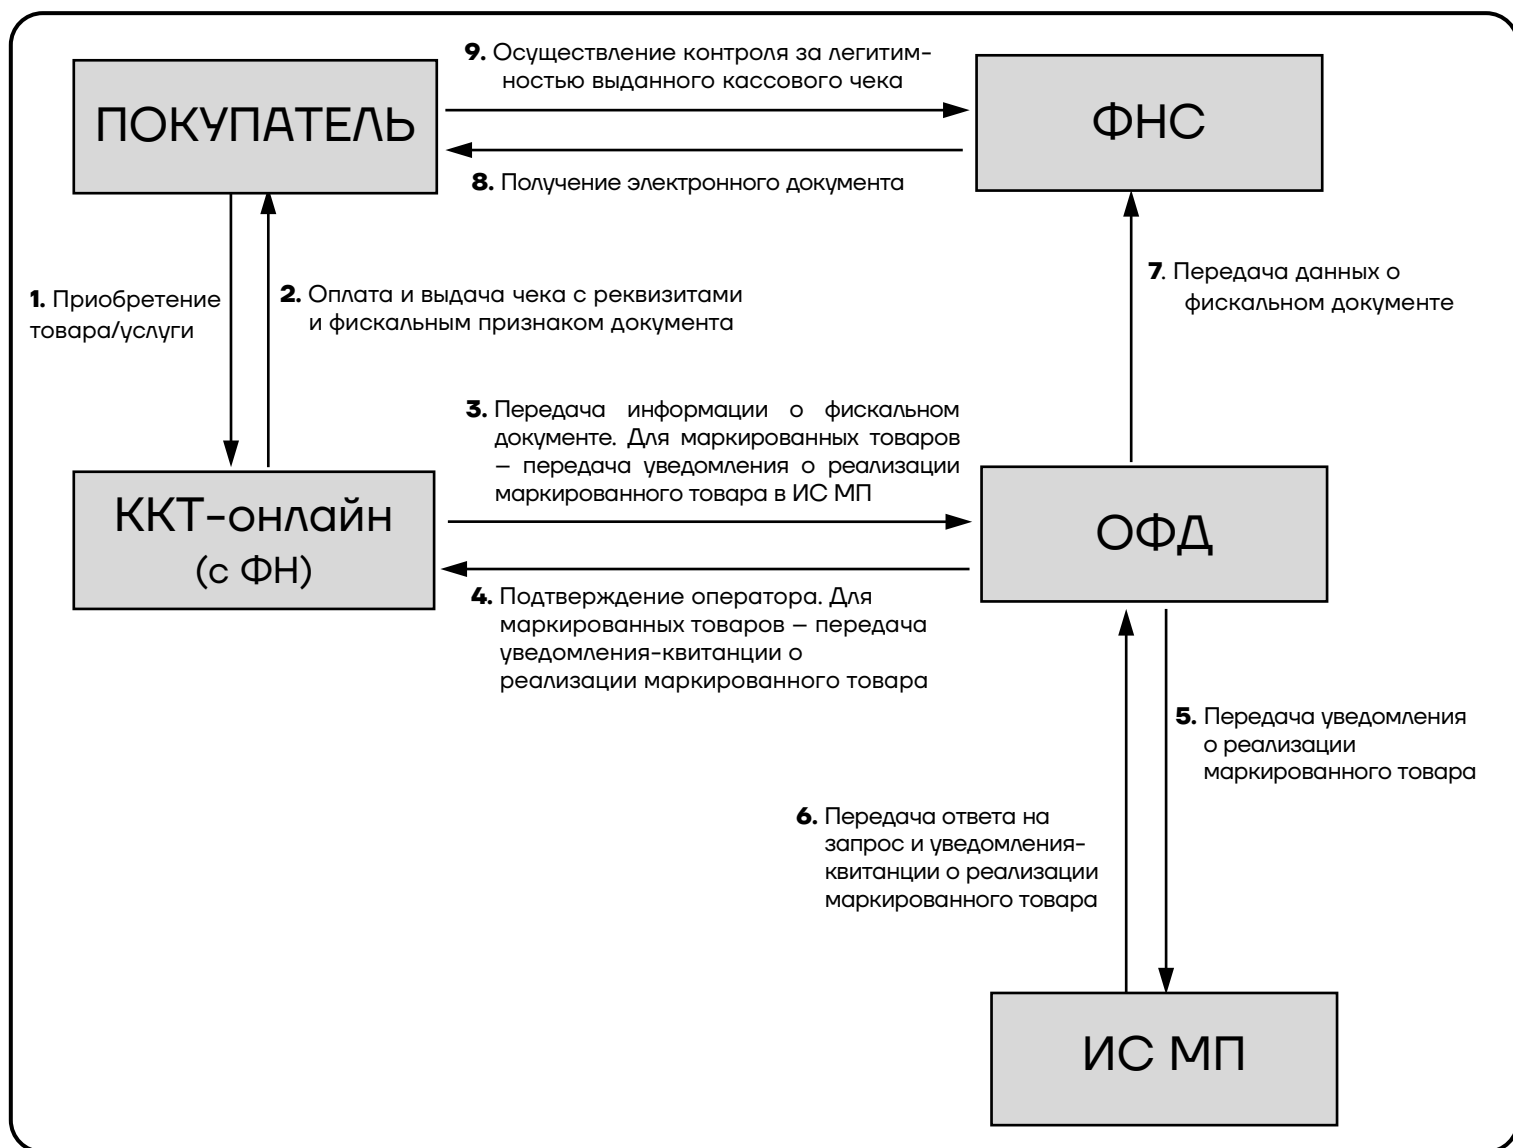 9. Осуществление контроля за легитим-
ностью выданного кассового чека
ПОКУПАТЕЛЬ
ФНС
8. Получение электронного документа
1. Приобретение
товара/услуги
2. Оплата и выдача чека с реквизитами
и фискальным признаком документа
7. Передача данных о
фискальном документе
3. Передача информации о фискальном
документе. Для маркированных товаров
– передача уведомления о реализации
маркированного товара в ИС МП
ККТ-онлайн
(с ФН)
ОФД
4. Подтверждение оператора. Для
маркированных товаров – передача
уведомления-квитанции о
реализации маркированного товара
5. Передача уведомления
о реализации
маркированного товара
6. Передача ответа на
запрос и уведомления-
квитанции о реализации
маркированного товара
ИС МП